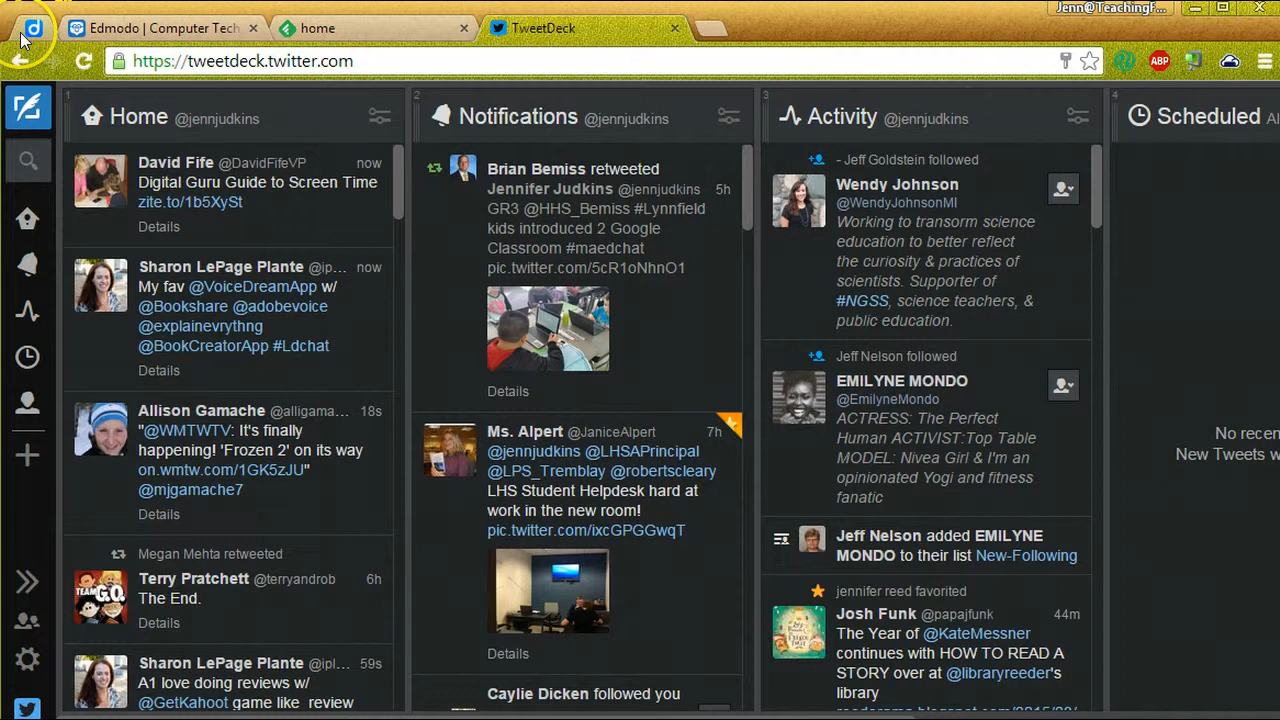 Jenn@TeachingF...
d
Edmodo | Computer Tech
home
TweetDeck
https://tweetdeck.twitter.com
ABP
1
Home @jennjudkins
David Fife @DavidFifeVP now
Digital Guru Guide to Screen Time
zite.to/1b5XySt
Details
Sharon LePage Plante @ip... now
My fav @VoiceDreamApp w/
@Bookshare @adobevoice
@explainevrythng
@BookCreatorApp #Ldchat
Details
Allison Gamache @alligama... 18s
"@WMTWTV: It's finally
happening! 'Frozen 2' on its way
on.wmtw.com/1GK5zJU"
@mjgamache7
Details
Megan Mehta retweeted
Terry Pratchett @terryandrob 6h
TEAM
G.O.
The End.
Details
Sharon LePage Plante @ipl... 59s
A1 love doing reviews w/
@GetKahoot game like review
2
Notifications @jennjudkins
Brian Bemiss retweeted
Jennifer Judkins @jennjudkins 5h
GR3 @HHS_Bemiss #Lynnfield
kids introduced 2 Google
Classroom #maedchat
pic.twitter.com/5cR1oNhnO1
Details
Ms. Alpert @JaniceAlpert 7h
@jennjudkins @LHSAPrincipal
@LPS_Tremblay @robertscleary
LHS Student Helpdesk hard at
work in the new room!
pic.twitter.com/ixcGPGGwqT
Details
Caylie Dicken followed you
3
Activity @jennjudkins
- Jeff Goldstein followed
Wendy Johnson
@WendyJohnsonMI
Working to transorm science
education to better reflect
the curiosity & practices of
scientists. Supporter of
#NGSS, science teachers, &
public education.
Jeff Nelson followed
EMILYNE MONDO
@EmilyneMondo
ACTRESS: The Perfect
Human ACTIVIST:Top Table
MODEL: Nivea Girl & I'm an
opinionated Yogi and fitness
fanatic
Jeff Nelson added EMILYNE
MONDO to their list New-Following
jennifer reed favorited
Josh Funk @papajfunk 44m
The Year of @KateMessner
continues with HOW TO READ A
STORY over at @libraryreeder's
library
4
Scheduled
No recen
New Tweets w